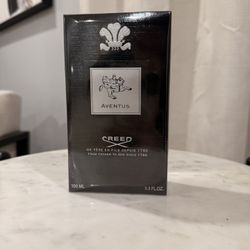 AVENTUS
CREED
DE PÈRE EN FILS DEPUIS 1760
FROM FATHER TO SON SINCE 1760
100 ML
3.3 FL.OZ.